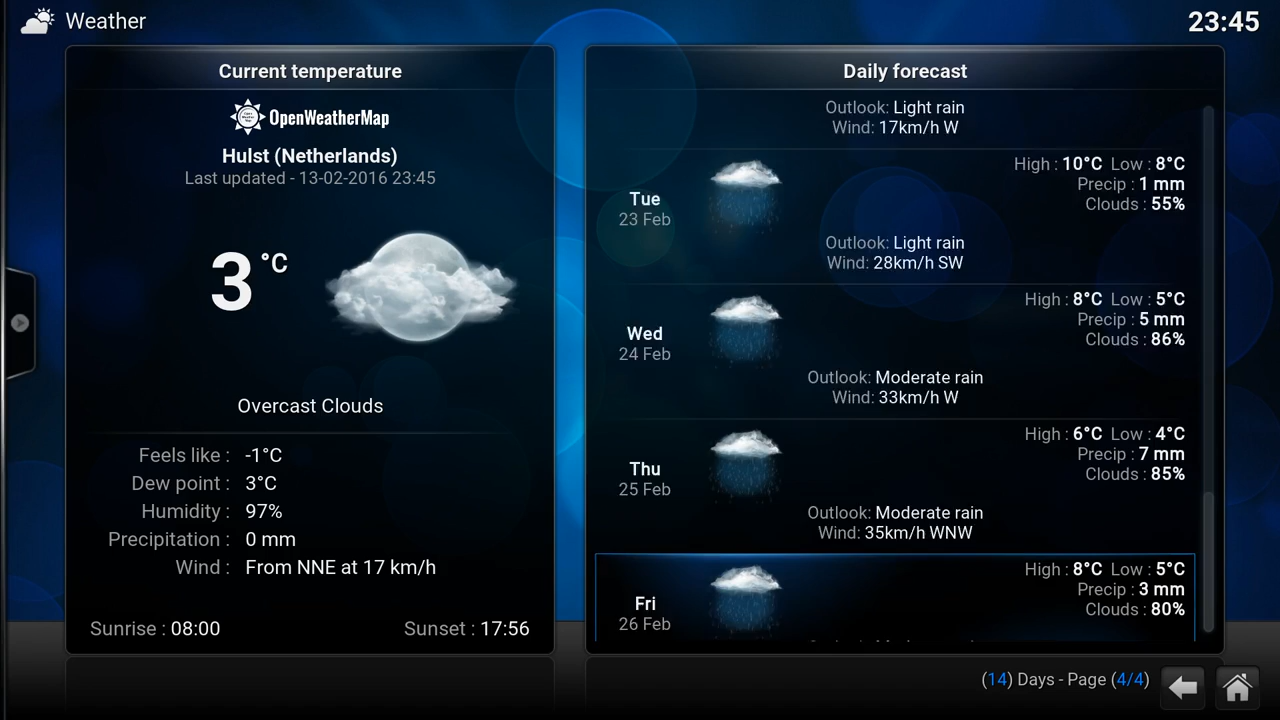 Weather
23:45
Current temperature
OpenWeatherMap
Hulst (Netherlands)
Last updated - 13-02-2016 23:45
3 °C
Overcast Clouds
Feels like : -1°C
Dew point : 3°C
Humidity : 97%
Precipitation : 0 mm
Wind : From NNE at 17 km/h
Sunrise : 08:00
Sunset : 17:56
Daily forecast
Outlook: Light rain
Wind: 17km/h W
Tue
23 Feb
High : 10°C Low : 8°C
Precip : 1 mm
Clouds : 55%
Outlook: Light rain
Wind: 28km/h SW
Wed
24 Feb
High : 8°C Low : 5°C
Precip : 5 mm
Clouds : 86%
Outlook: Moderate rain
Wind: 33km/h W
Thu
25 Feb
High : 6°C Low : 4°C
Precip : 7 mm
Clouds : 85%
Outlook: Moderate rain
Wind: 35km/h WNW
Fri
26 Feb
High : 8°C Low : 5°C
Precip : 3 mm
Clouds : 80%
(14) Days - Page (4/4)